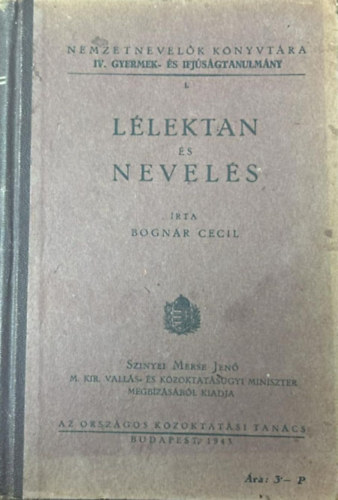 NEMZETNEVELŐK KÖNYVTÁRA
IV. GYERMEK- ÉS IFJÚSÁGTANULMÁNY
1.
LÉLEKTAN
ÉS
NEVELÉS
ÍRTA
BOGNÁR CECIL
SZINYEI MERSE JENŐ
M. KIR. VALLÁS- ÉS KÖZOKTATÁSÜGYI MINISZTER
MEGBÍZÁSÁBÓL KIADJA
AZ ORSZÁGOS KÖZOKTATÁSI TANÁCS
BUDAPEST, 1943
Ára: 3·— P